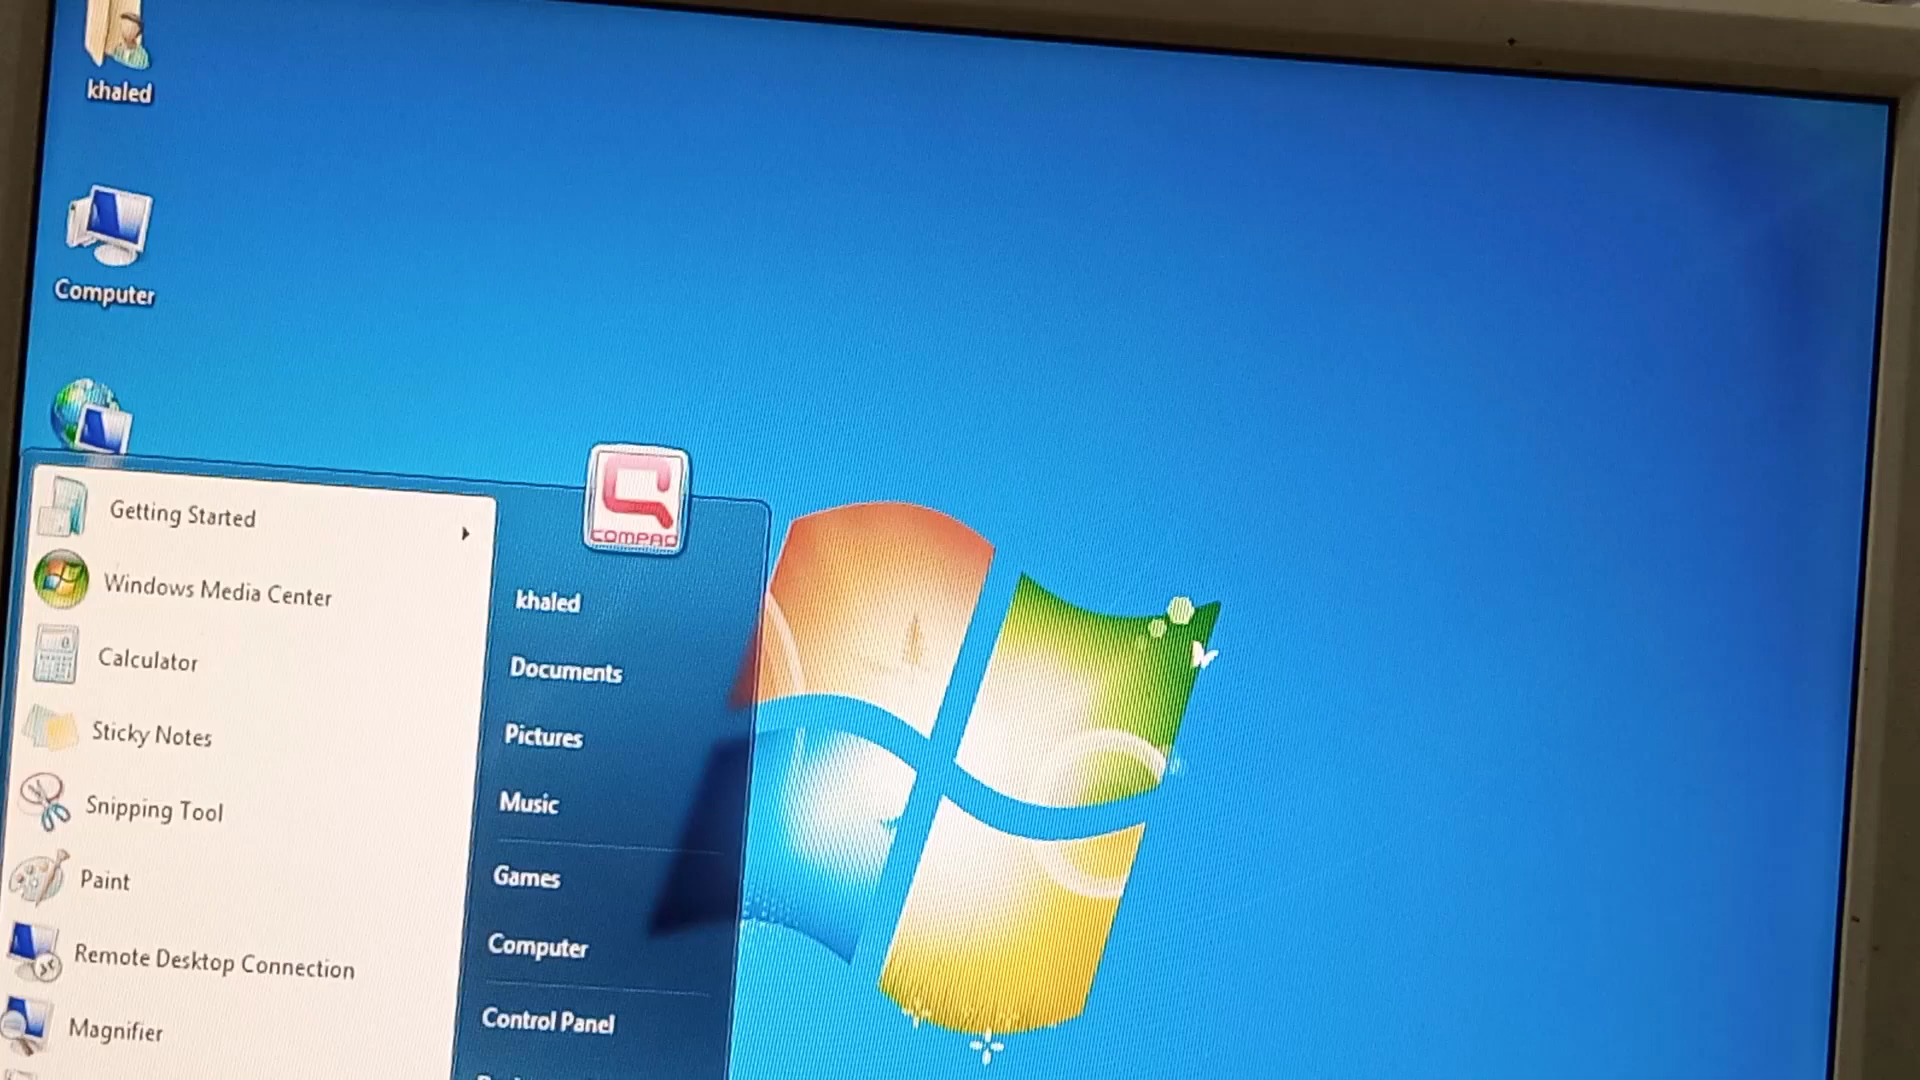 khaled
Computer
Getting Started
Windows Media Center
Calculator
Sticky Notes
Snipping Tool
Paint
Remote Desktop Connection
Magnifier
COMPAQ
khaled
Documents
Pictures
Music
Games
Computer
Control Panel